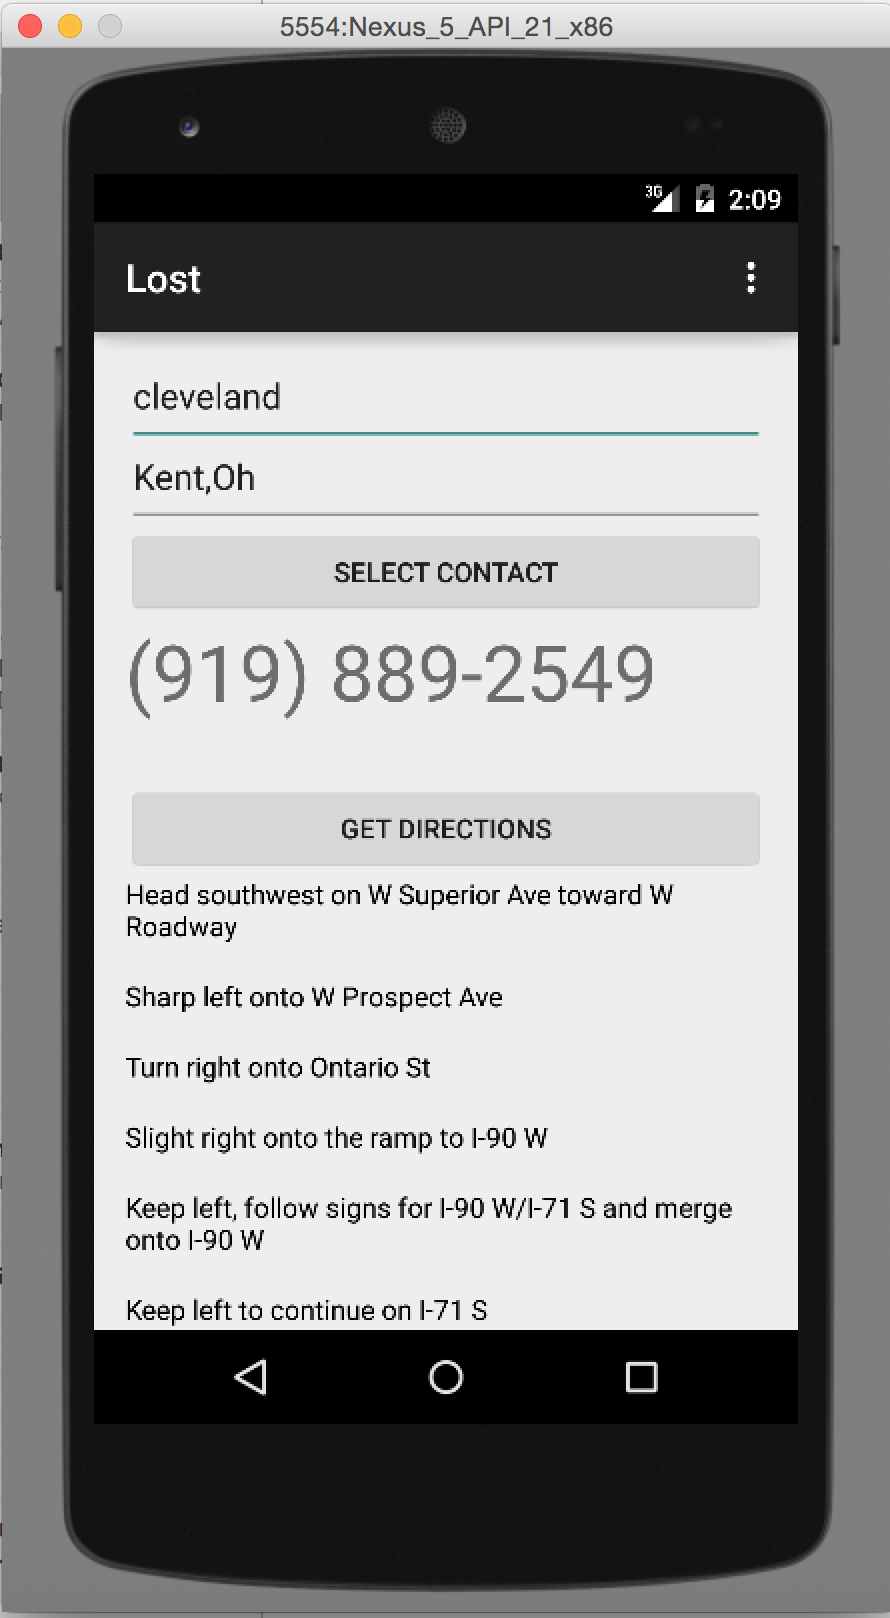 5554:Nexus_5_API_21_x86
3G 2:09
Lost
cleveland
Kent,Oh
SELECT CONTACT
(919) 889-2549
GET DIRECTIONS
Head southwest on W Superior Ave toward W
Roadway
Sharp left onto W Prospect Ave
Turn right onto Ontario St
Slight right onto the ramp to I-90 W
Keep left, follow signs for I-90 W/I-71 S and merge
onto I-90 W
Keep left to continue on I-71 S